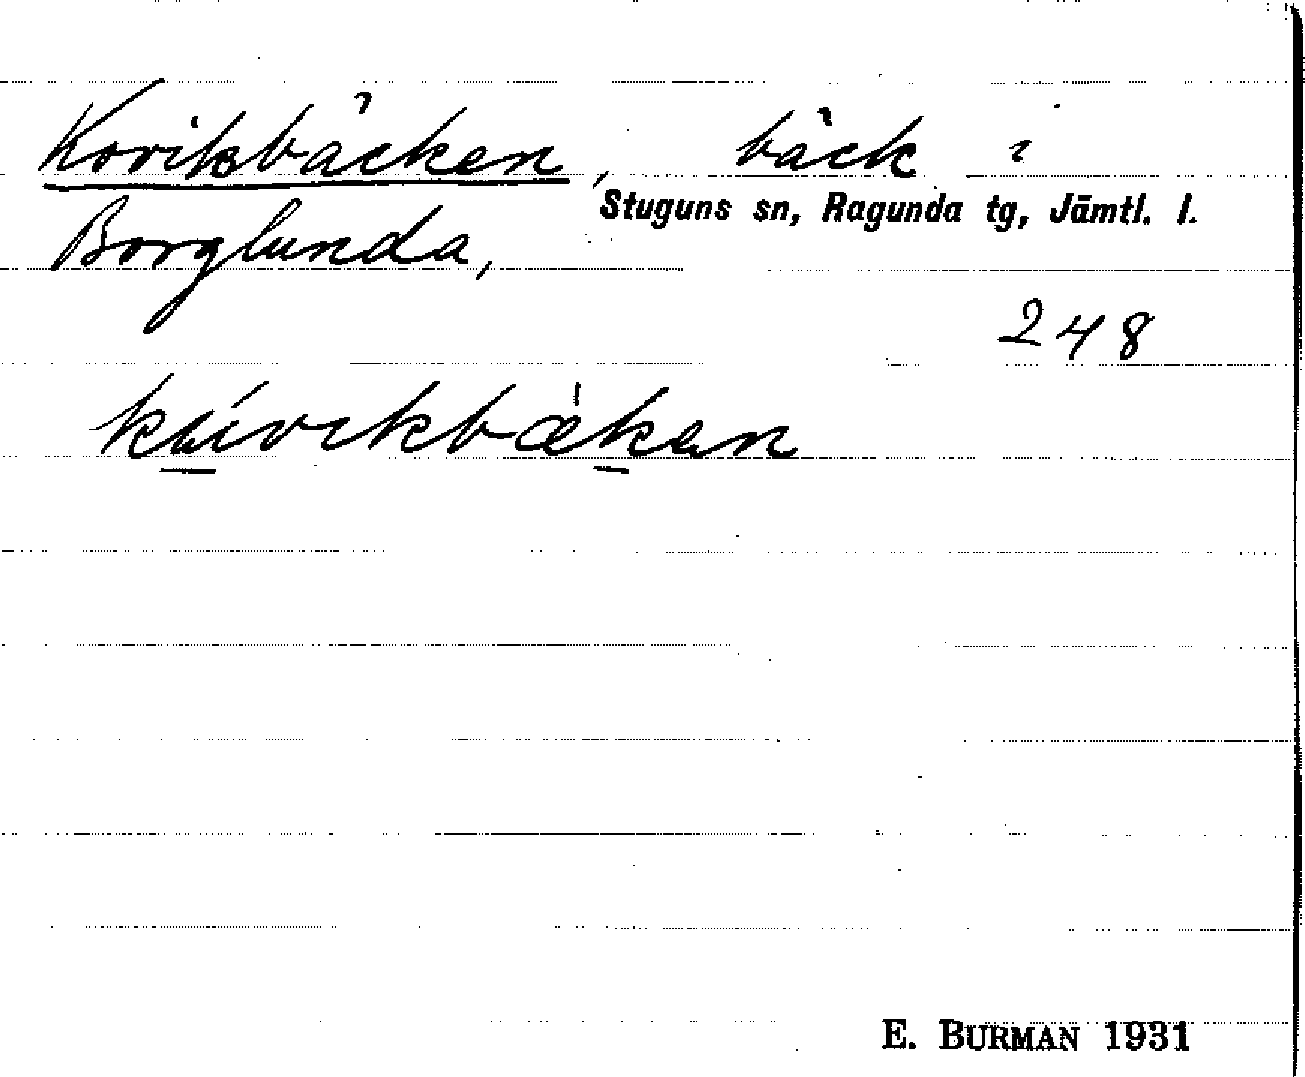 Korikbäcken, bäck i
Stuguns sn, Ragunda tg, Jämtl. l.
Borglunda,
248
E. BURMAN 1931